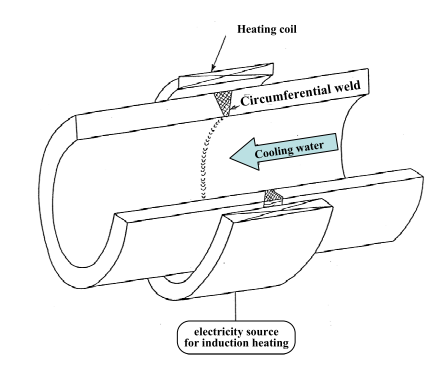 Heating coil
Circumferential weld
Cooling water
electricity source
for induction heating